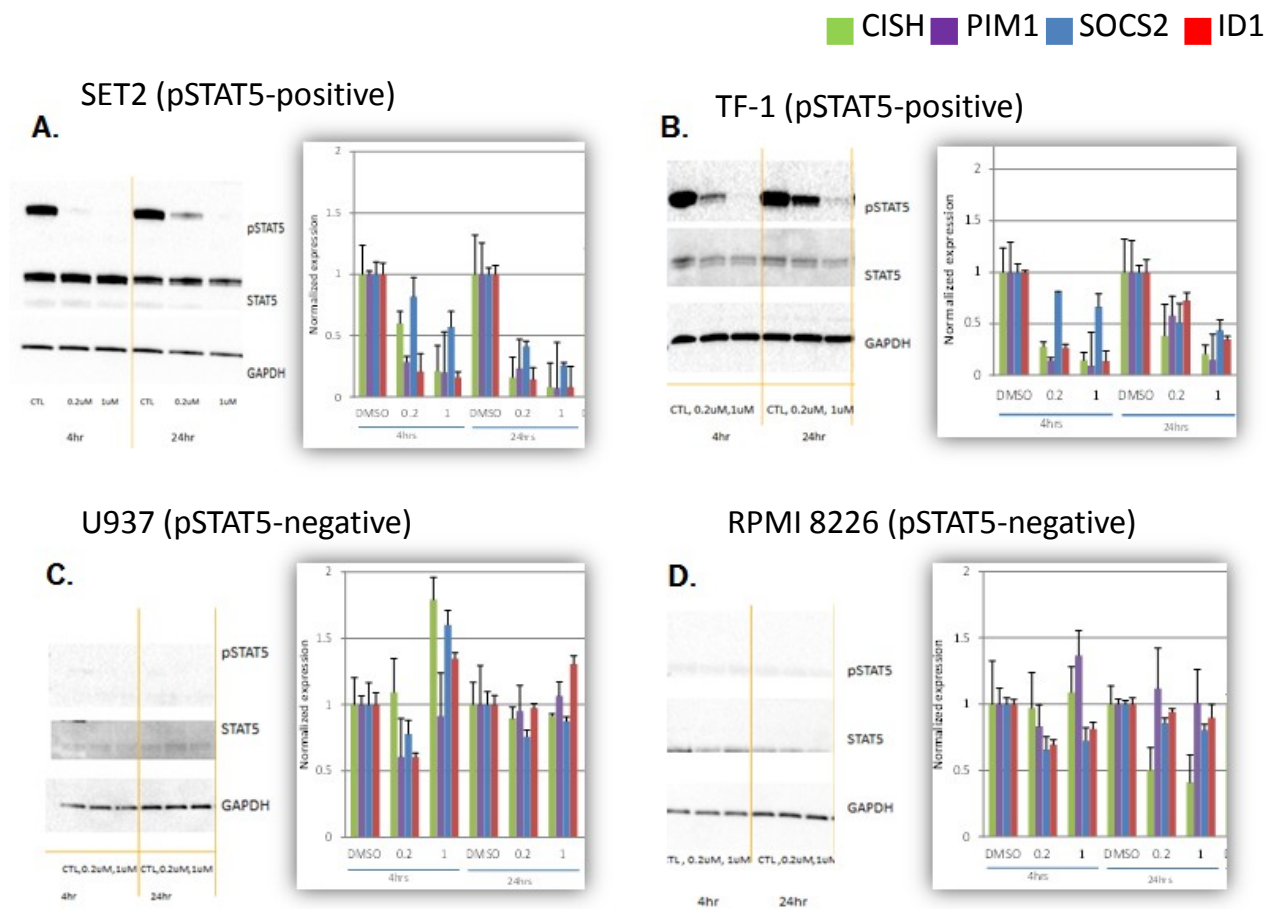 CISH PIM1 SOCS2 ID1
SET2 (pSTAT5-positive)
A.
pSTAT5
STAT5
GAPDH
CTL 0.2uM 1uM CTL 0.2uM 1uM
4hr 24hr
Normalized expression
2
1.5
1
0.5
0
DMSO 0.2 1 DMSO 0.2 1
4hrs 24hrs
TF-1 (pSTAT5-positive)
B.
pSTAT5
STAT5
GAPDH
CTL, 0.2uM,1uM CTL, 0.2uM, 1uM
4hr 24hr
Normalized expression
2
1.5
1
0.5
0
DMSO 0.2 1 DMSO 0.2 1
4hrs 24hrs
U937 (pSTAT5-negative)
C.
pSTAT5
STAT5
GAPDH
CTL,0.2uM,1uM CTL,0.2uM,1uM
4hr 24hr
Normalized expression
2
1.5
1
0.5
0
DMSO 0.2 1 DMSO 0.2 1
4hrs 24hrs
RPMI 8226 (pSTAT5-negative)
D.
pSTAT5
STAT5
GAPDH
CTL, 0.2uM, 1uM CTL, 0.2uM, 1uM
4hr 24hr
Normalized expression
2
1.5
1
0.5
0
DMSO 0.2 1 DMSO 0.2 1
4hrs 24hrs